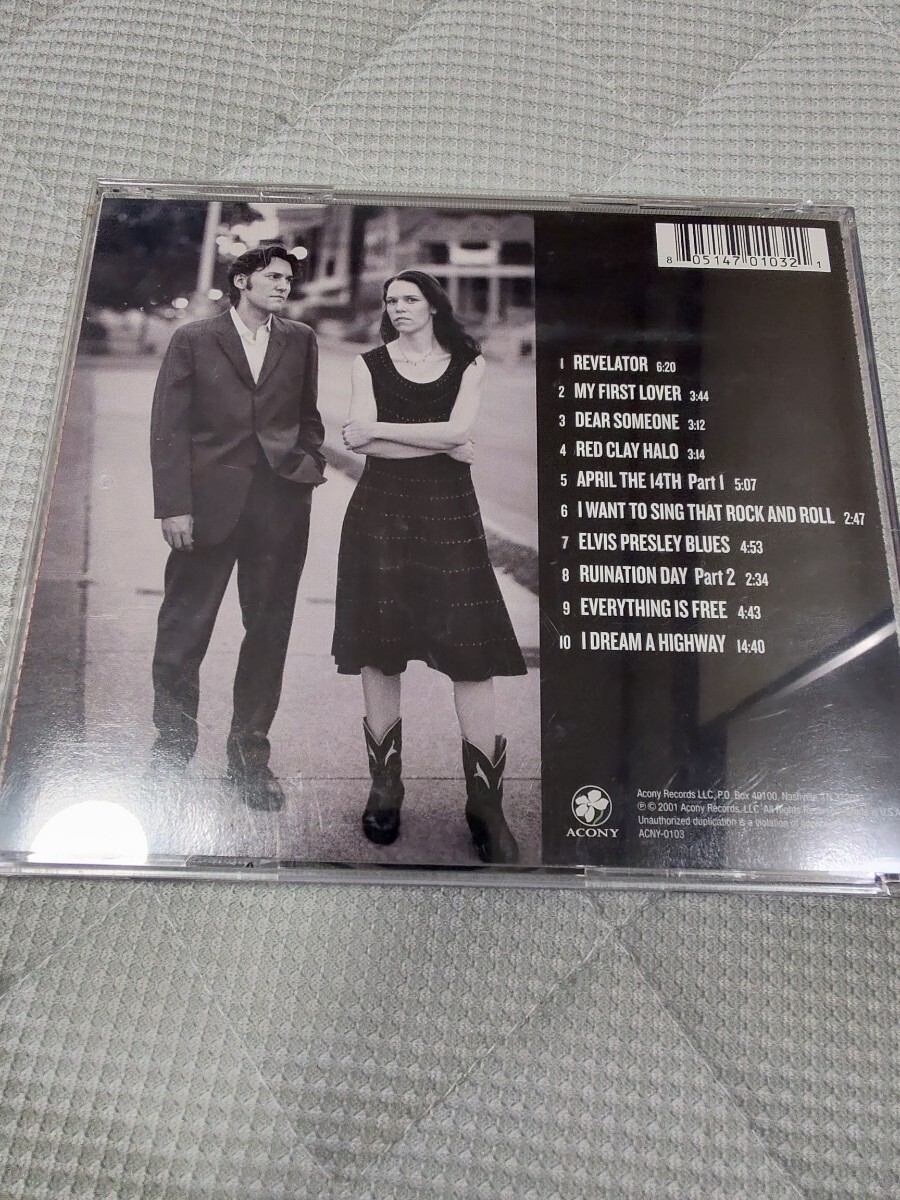 8 05147 01032 1
1 REVELATOR 6:20
2 MY FIRST LOVER 3:44
3 DEAR SOMEONE 3:12
4 RED CLAY HALO 3:14
5 APRIL THE 14TH Part 1 5:07
6 I WANT TO SING THAT ROCK AND ROLL 2:47
7 ELVIS PRESLEY BLUES 4:53
8 RUINATION DAY Part 2 2:34
9 EVERYTHING IS FREE 4:43
10 I DREAM A HIGHWAY 14:40
ACONY
Acony Records LLC, P.O. Box 40100, Nashville, TN
℗ © 2001 Acony Records, LLC. All Rights
Unauthorized duplication is a violation of
ACNY-0103